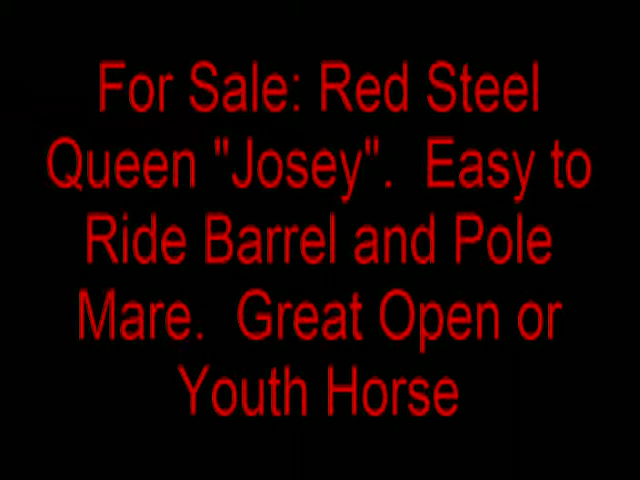 For Sale: Red Steel
Queen "Josey".  Easy to
Ride Barrel and Pole
Mare.  Great Open or
Youth Horse